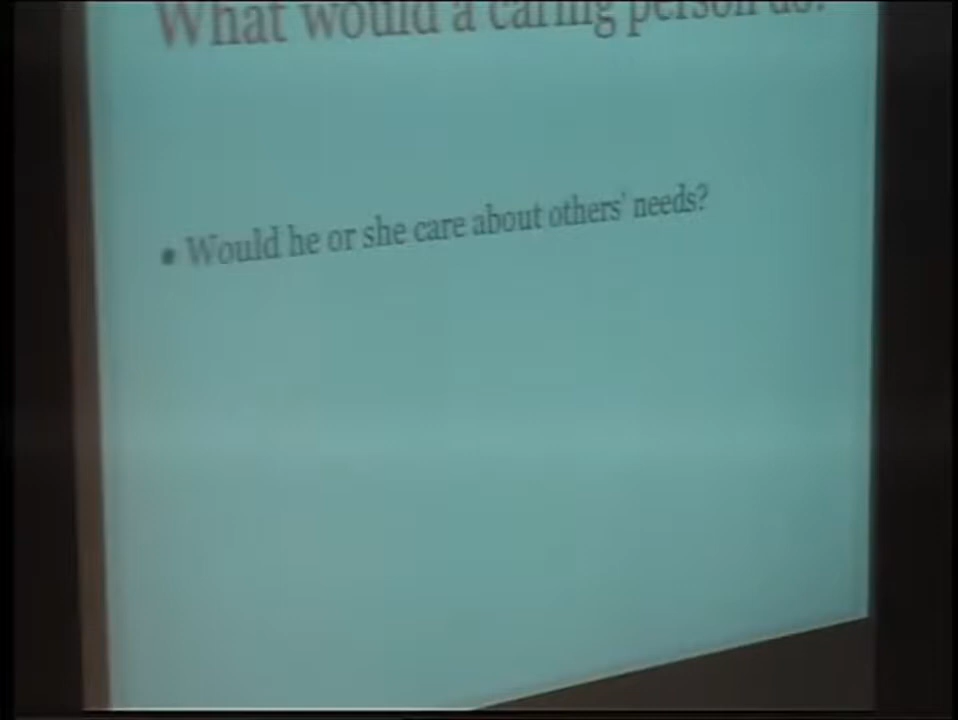 What would a caring person do?
• Would he or she care about others' needs?